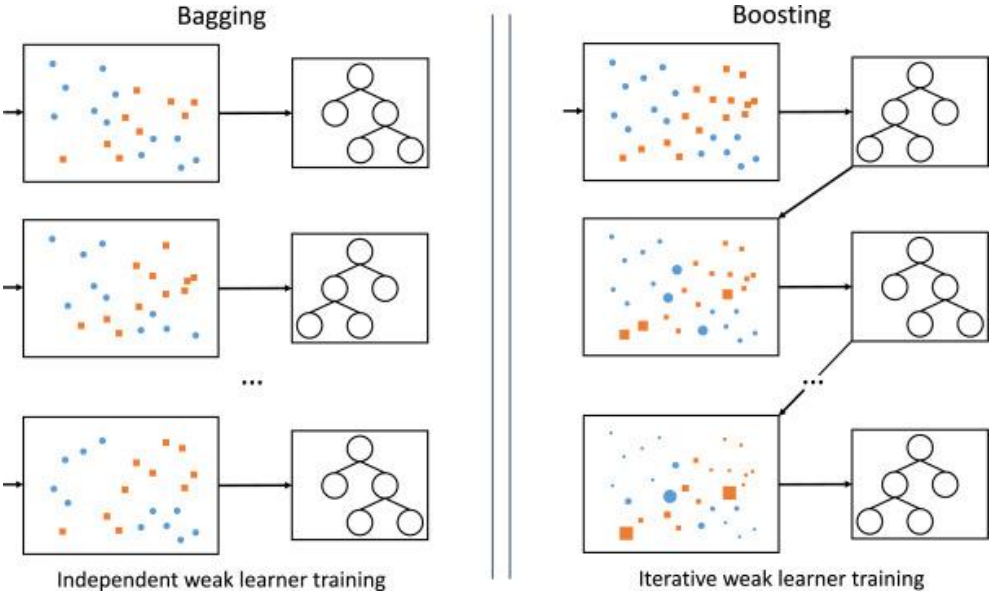 Bagging
Boosting
...
...
Independent weak learner training
Iterative weak learner training